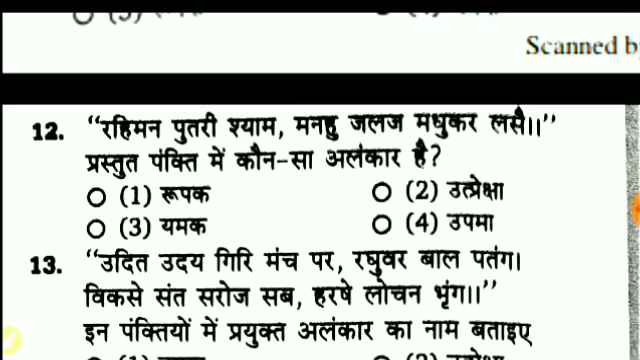 Scanned b
12. “रहिमन पुतरी श्याम, मनहु जलज मधुकर लसै।।”
प्रस्तुत पंक्ति में कौन-सा अलंकार है?
(1) रूपक (2) उत्प्रेक्षा
(3) यमक (4) उपमा
13. “उदित उदय गिरि मंच पर, रघुवर बाल पतंग।
विकसे संत सरोज सब, हरषे लोचन भृंग।।”
इन पंक्तियों में प्रयुक्त अलंकार का नाम बताइए